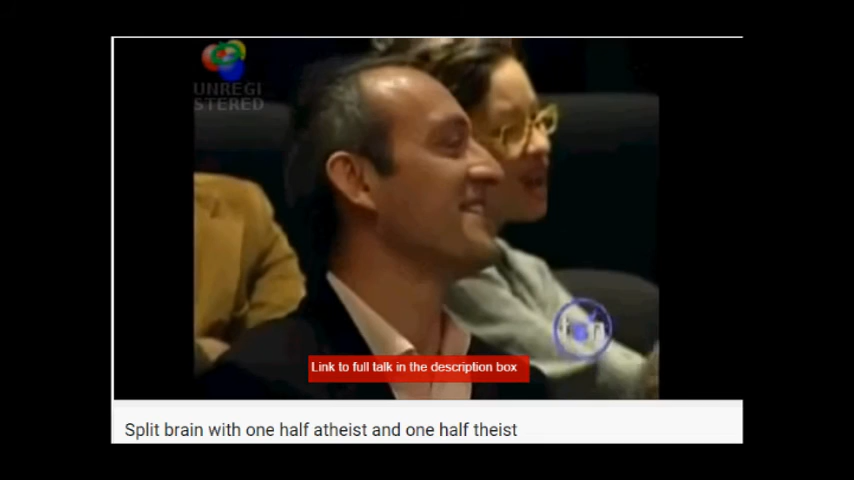 UNREGI
STERED
Link to full talk in the description box
Split brain with one half atheist and one half theist